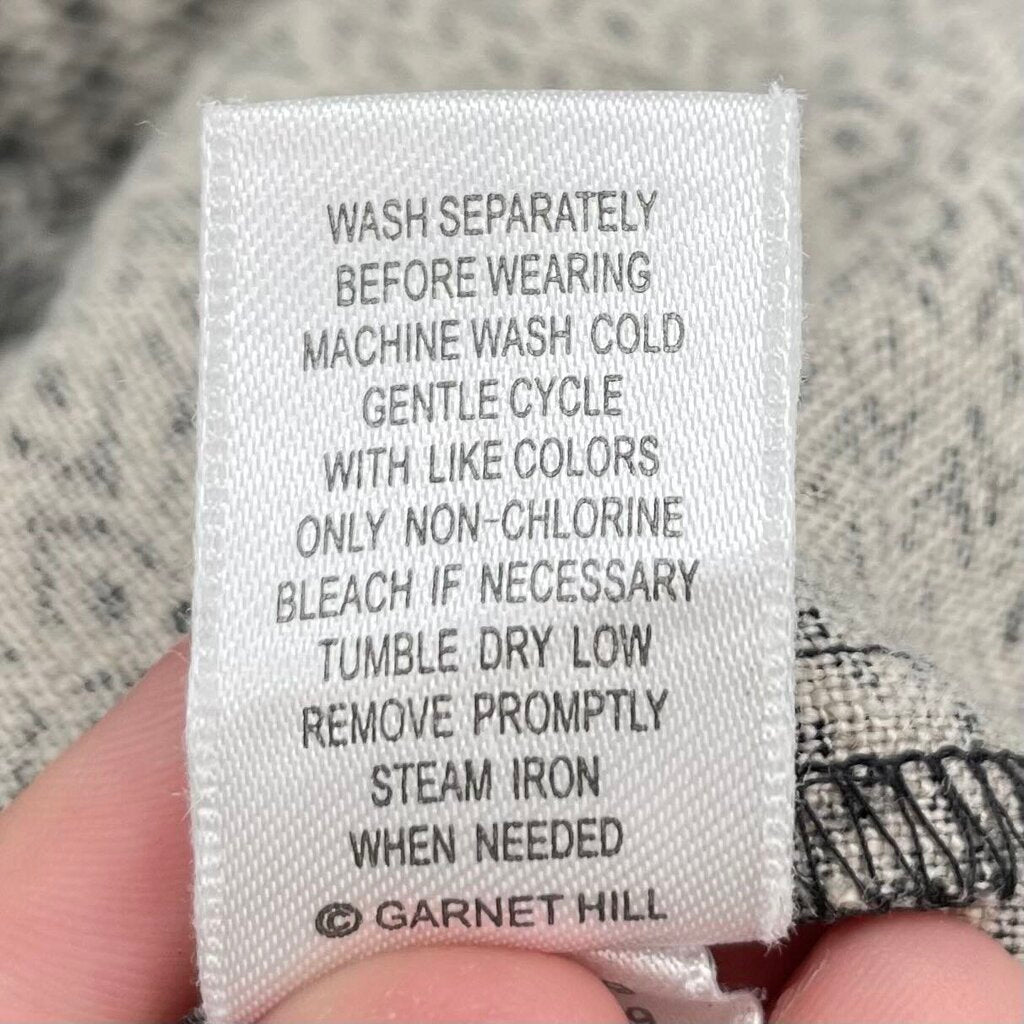 WASH SEPARATELY
BEFORE WEARING
MACHINE WASH COLD
GENTLE CYCLE
WITH LIKE COLORS
ONLY NON-CHLORINE
BLEACH IF NECESSARY
TUMBLE DRY LOW
REMOVE PROMPTLY
STEAM IRON
WHEN NEEDED
© GARNET HILL